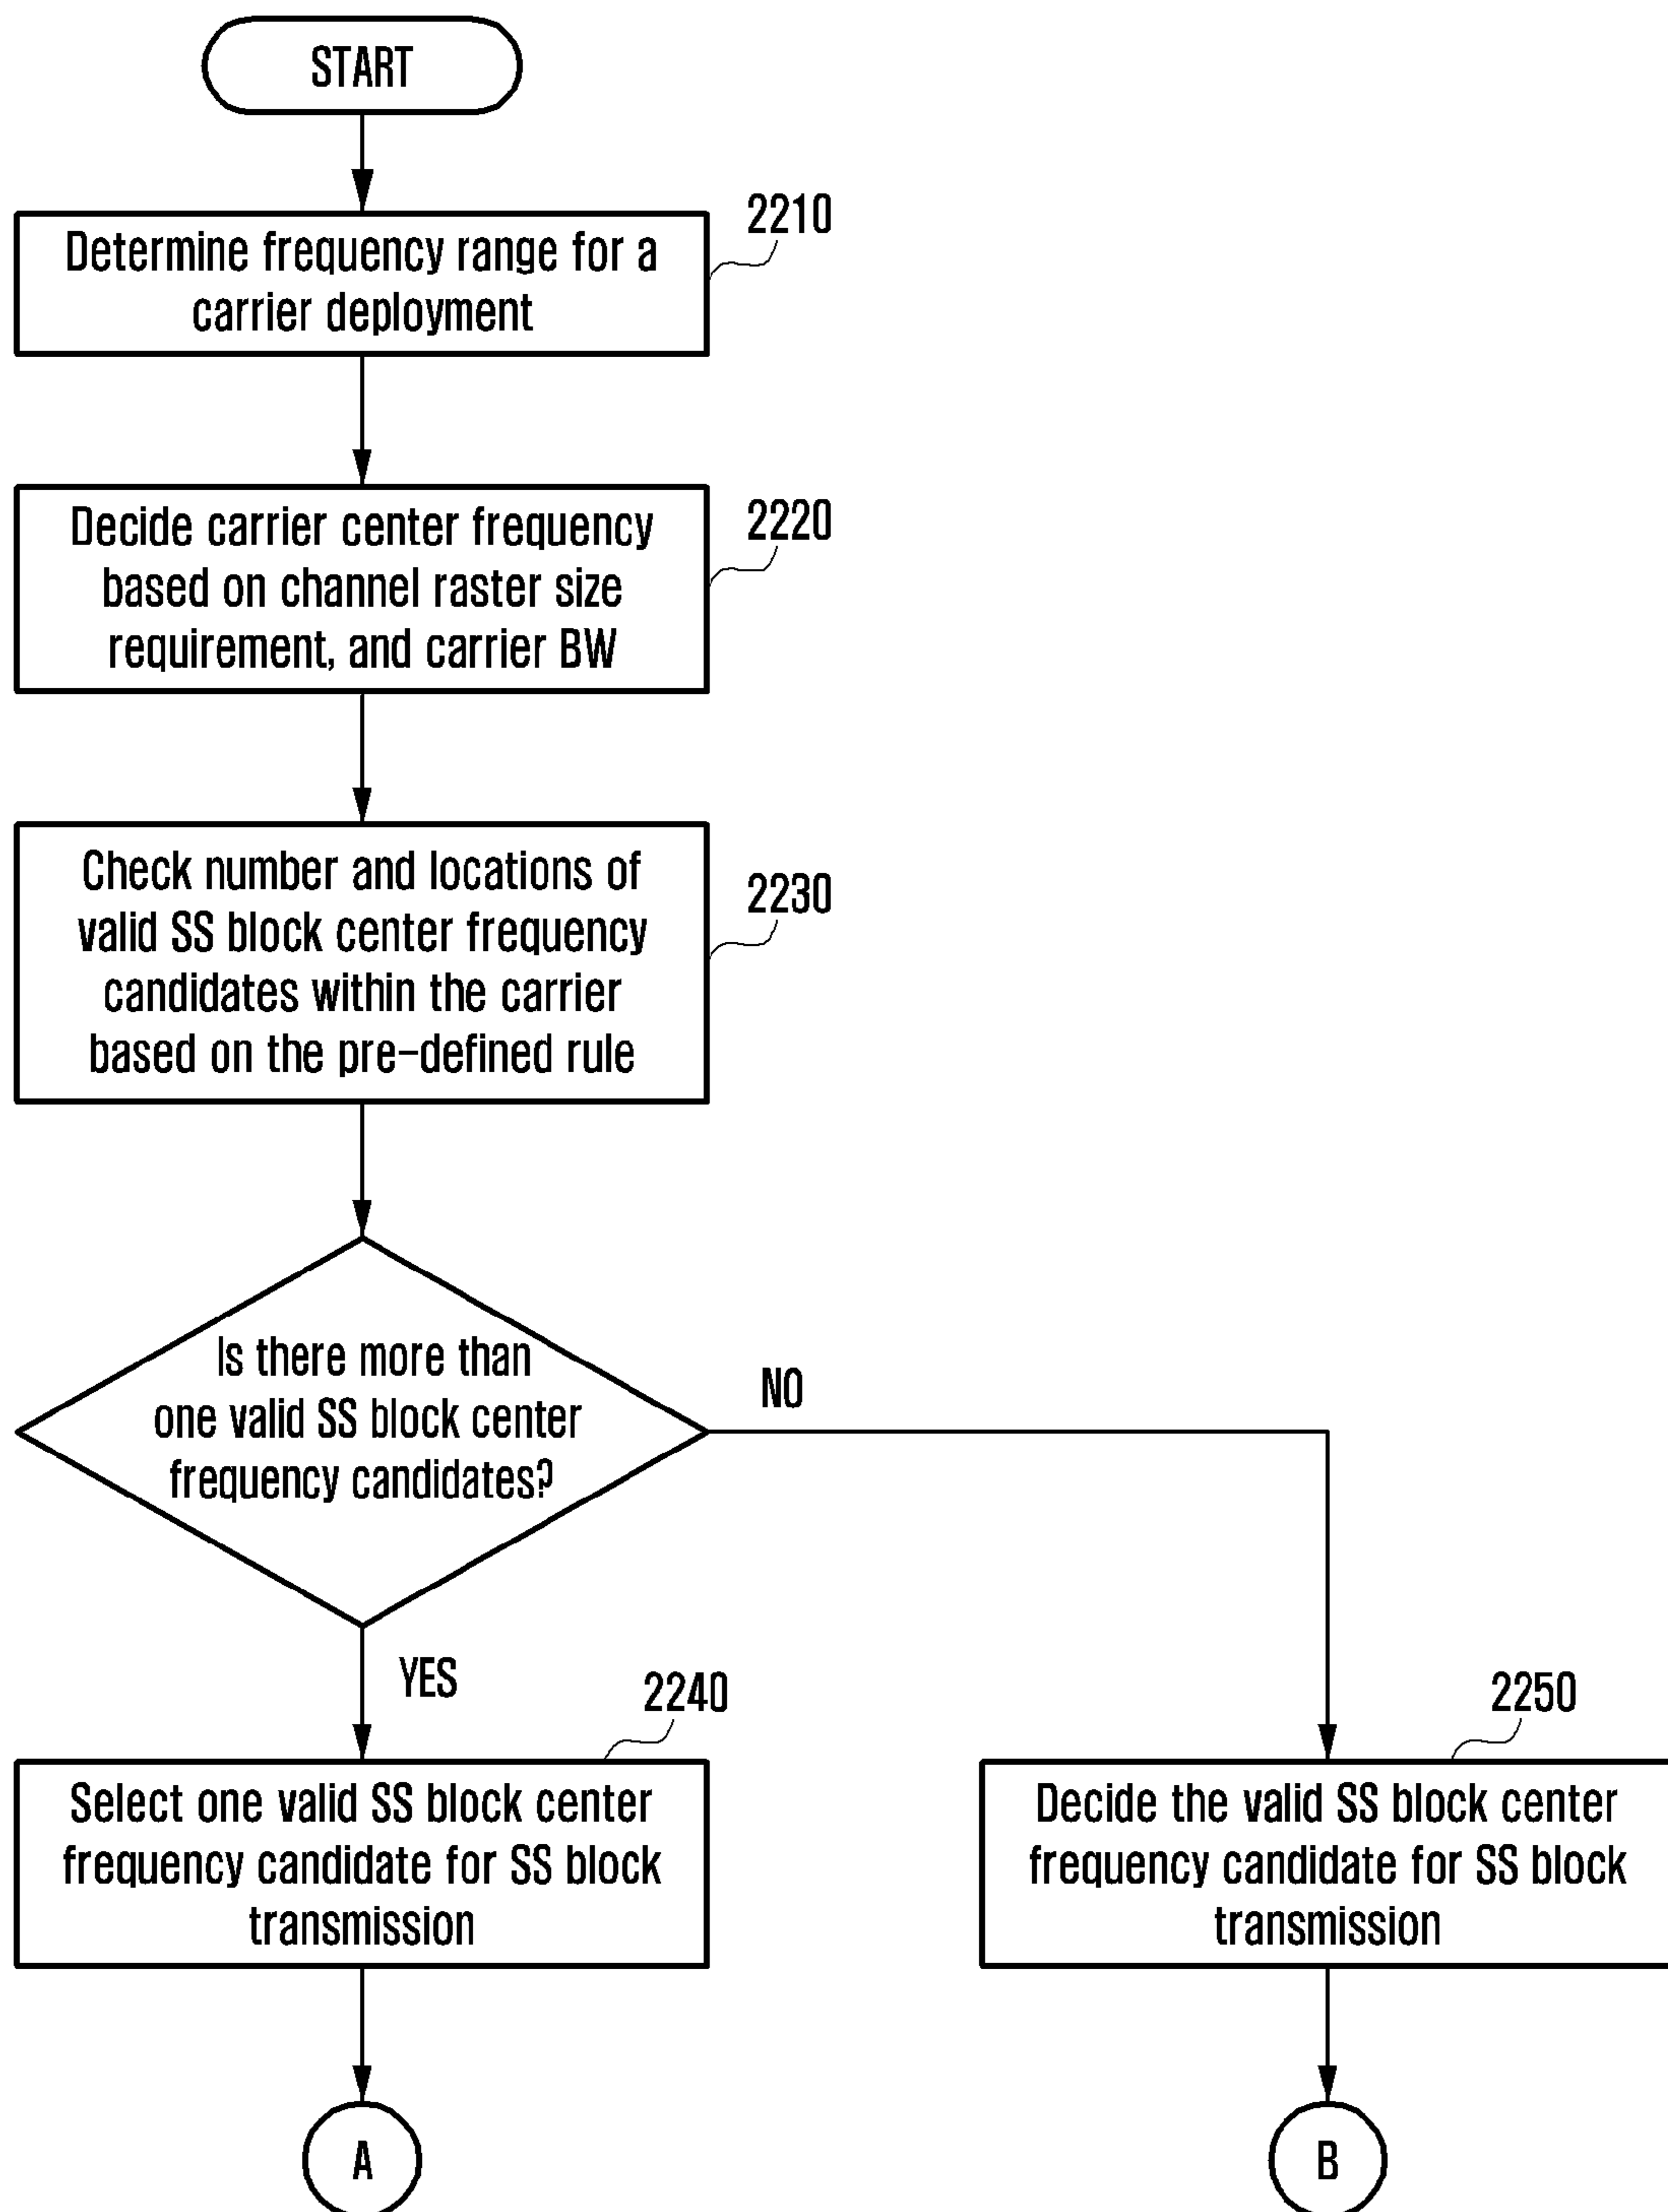 START
2210
Determine frequency range for a
carrier deployment
2220
Decide carrier center frequency
based on channel raster size
requirement, and carrier BW
2230
Check number and locations of
valid SS block center frequency
candidates within the carrier
based on the pre-defined rule
Is there more than
one valid SS block center
frequency candidates?
NO
YES
2240
Select one valid SS block center
frequency candidate for SS block
transmission
2250
Decide the valid SS block center
frequency candidate for SS block
transmission
A
B